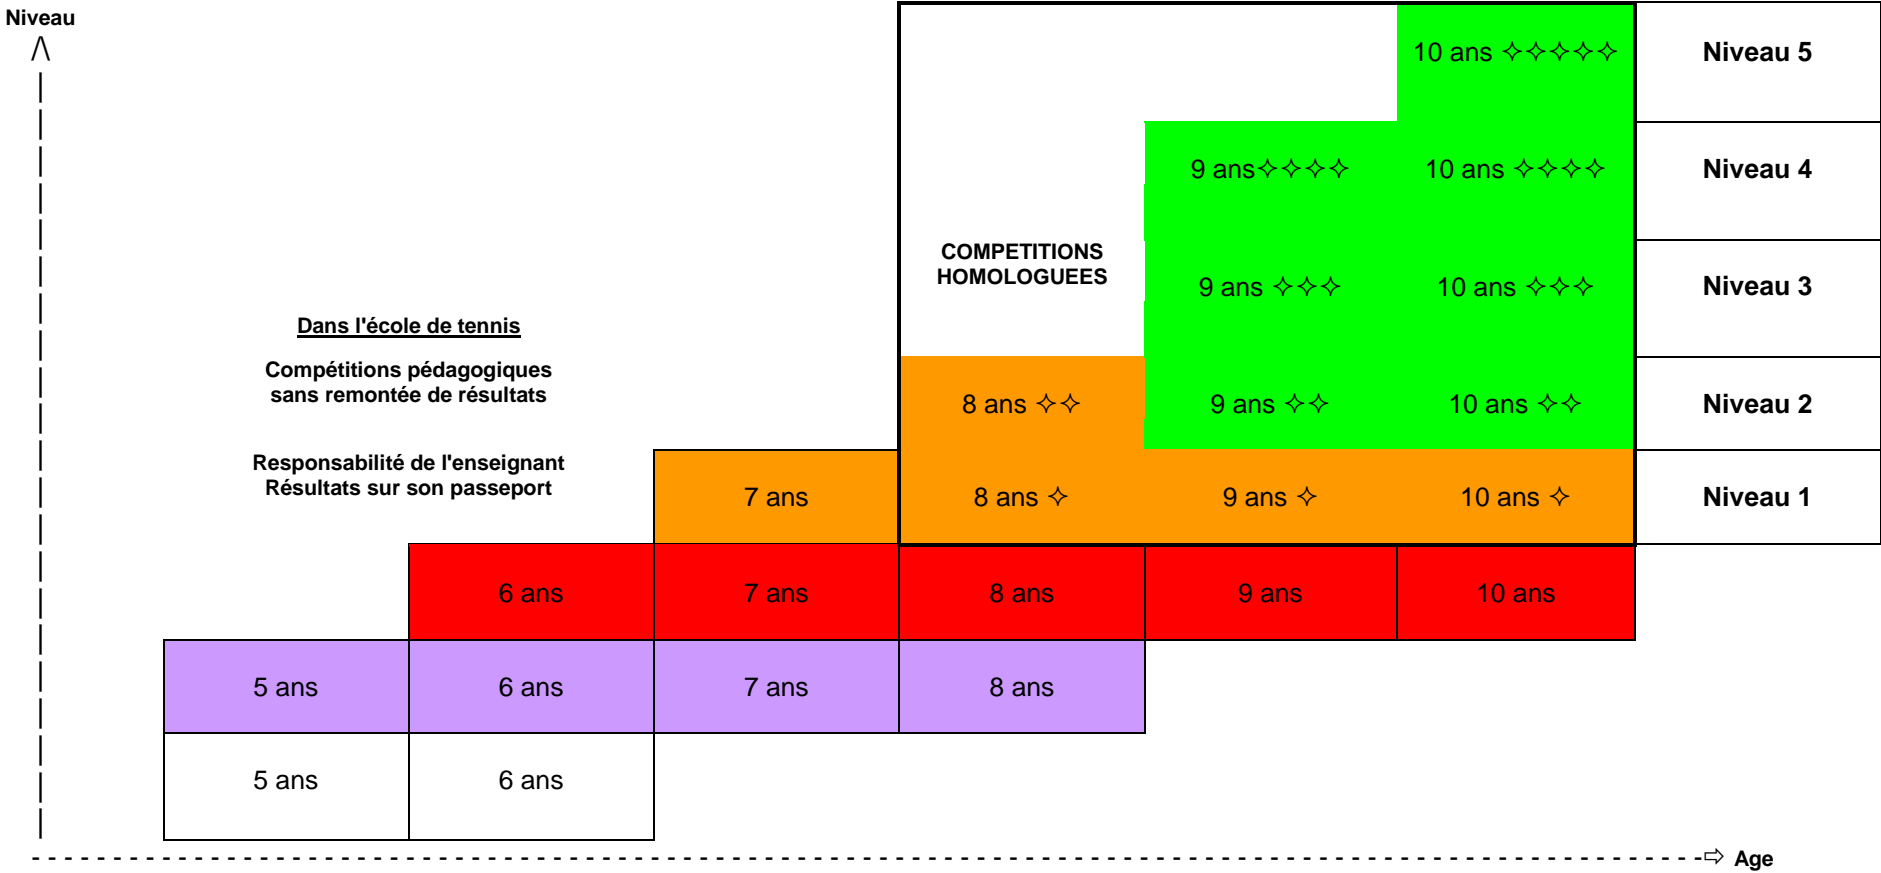 Niveau
10 ans ✧✧✧✧✧
Niveau 5
9 ans✧✧✧✧
10 ans ✧✧✧✧
Niveau 4
COMPETITIONS
HOMOLOGUEES
9 ans ✧✧✧
10 ans ✧✧✧
Niveau 3
Dans l'école de tennis
Compétitions pédagogiques
sans remontée de résultats
8 ans ✧✧
9 ans ✧✧
10 ans ✧✧
Niveau 2
Responsabilité de l'enseignant
Résultats sur son passeport
7 ans
8 ans ✧
9 ans ✧
10 ans ✧
Niveau 1
6 ans
7 ans
8 ans
9 ans
10 ans
5 ans
6 ans
7 ans
8 ans
5 ans
6 ans
Age